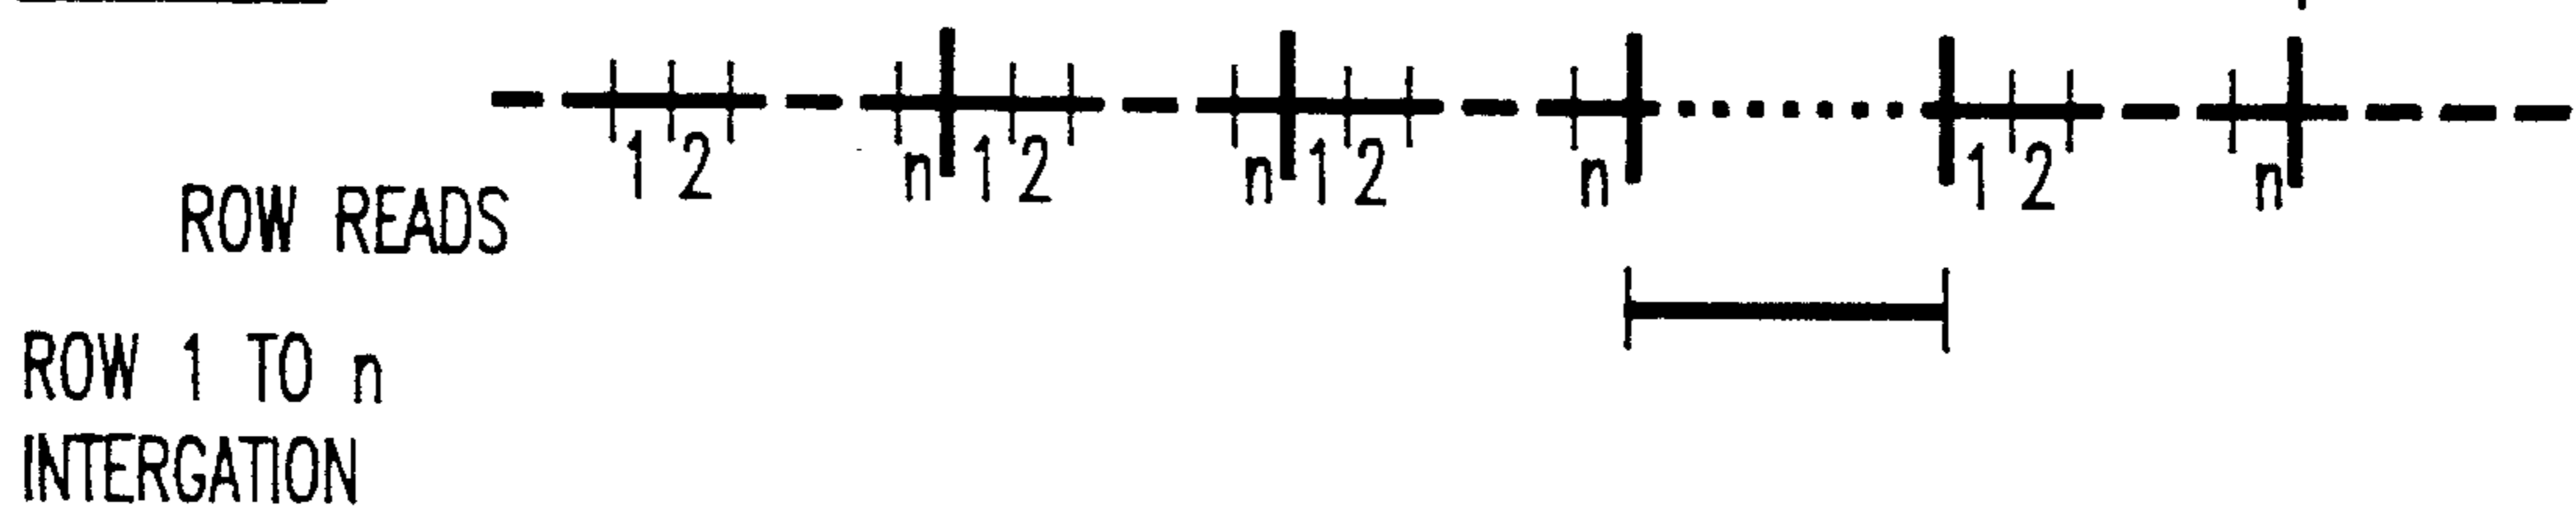 1 2 n 1 2 n 1 2 n 1 2 n
ROW READS
ROW 1 TO n
INTERGATION